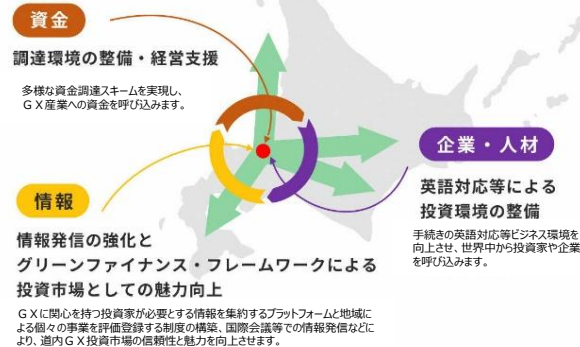 資金
調達環境の整備・経営支援
多様な資金調達スキームを実現し、
ＧＸ産業への資金を呼び込みます。
企業・人材
英語対応等による
投資環境の整備
手続きの英語対応等ビジネス環境を
向上させ、世界中から投資家や企業
を呼び込みます。
情報
情報発信の強化と
グリーンファイナンス・フレームワークによる
投資市場としての魅力向上
ＧＸに関心を持つ投資家が必要とする情報を集約するプラットフォームと地域に
よる個々の事業を評価登録する制度の構築、国際会議等での情報発信などに
より、道内ＧＸ投資市場の信頼性と魅力を向上させます。